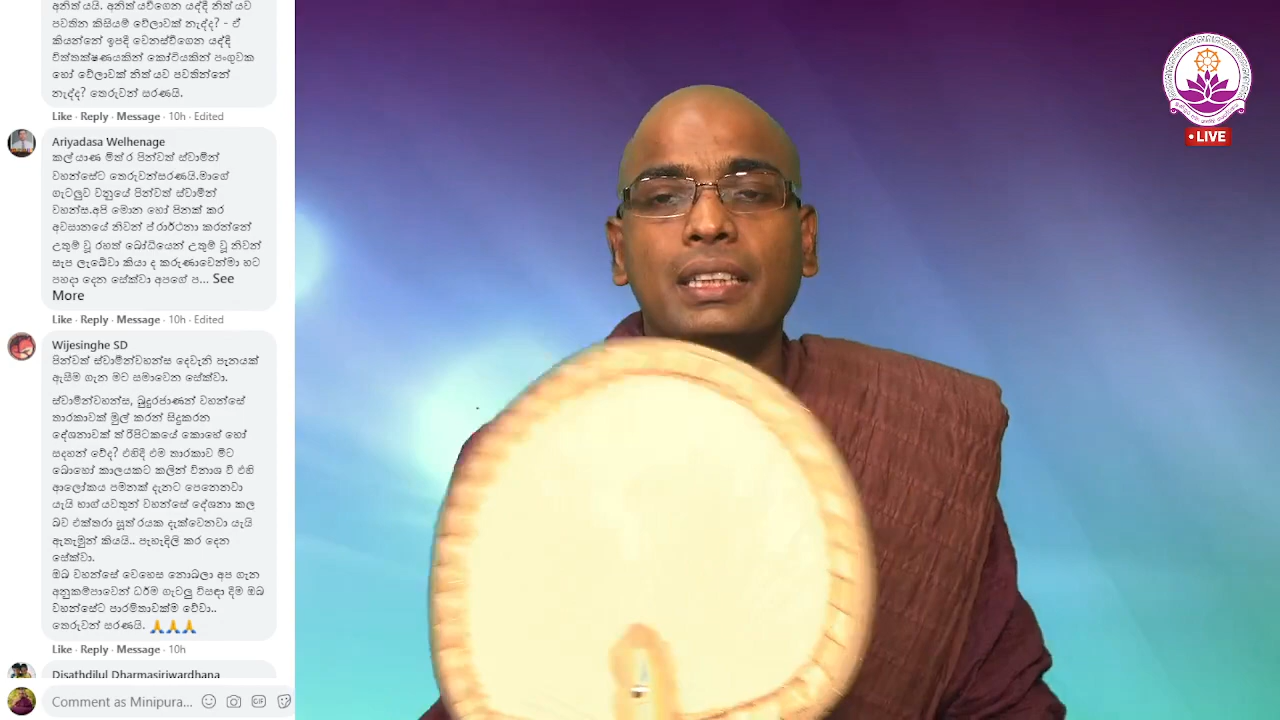 අනිත්‍යයි. අනිත්‍යවීගෙන යද්දී නිත්‍යව
පවතින කිසියම් වේලාවක් නැද්ද? - ඒ
කියන්නේ ඉපදී වෙනස්වීගෙන යද්දී
චිත්තක්ෂණයකින් කෝටියකින් පංගුවක
හෝ වේලාවක් නිත්‍යව පවතින්නේ
නැද්ද? තෙරුවන් සරණයි.
Like · Reply · Message · 10h · Edited
Ariyadasa Welhenage
කල්‍යාණ මිත්‍ර පින්වත් ස්වාමින්
වහන්සේට තෙරුවන්සරණයි.මාගේ
ගැටලුව වනුයේ පින්වත් ස්වාමීන්
වහන්ස.අපි මොන හෝ පිනක් කර
අවසානයේ නිවන් ප්‍රාර්ථනා කරන්නේ
උතුම් වූ රහත් බෝධියෙන් උතුම් වූ නිවන්
සැප ලැබේවා කියා ද කරුණාවෙන්මා හට
පහදා දෙන සේක්වා අපගේ ප... See
More
Like · Reply · Message · 10h · Edited
Wijesinghe SD
පින්වත් ස්වාමීන්වහන්ස දෙවැනි පැනයක්
ඇසීම ගැන මට සමාවෙන සේක්වා.
ස්වාමීන්වහන්ස, බුදුරජාණන් වහන්සේ
තාරකාවක් මුල් කරන් සිදුකරන
දේශනාවක් ත්‍රිපිටකයේ කොහේ හෝ
සදහන් වේද? එහිදී එම තාරකාව මිට
බොහෝ කාලයකට කලින් විනාශ වී එහි
ආලෝකය පමනක් දැනට පෙනෙනවා
යැයි භාග්‍යවතුන් වහන්සේ දේශනා කල
බව එක්තරා සූත්‍රයක දැක්වෙනවා යැයි
ඇතැමුන් කියයි.. පැහැදිලි කර දෙන
සේක්වා.
ඔබ වහන්සේ වෙහෙස නොබලා අප ගැන
අනුකම්පාවෙන් ධර්ම ගැටලු විසඳා දීම ඔබ
වහන්සේට පාරමිතාවක්ම වේවා..
තෙරුවන් සරණයි. 🙏🙏🙏
Like · Reply · Message · 10h
Disathdilul Dharmasiriwardhana
Comment as Minipura...
GIF
LIVE